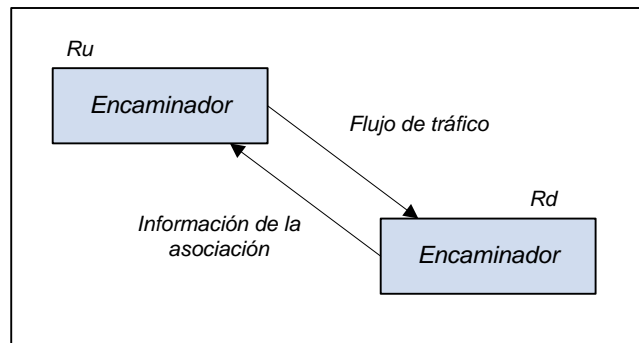 Ru
Encaminador
Flujo de tráfico
Rd
Información de la
asociación
Encaminador